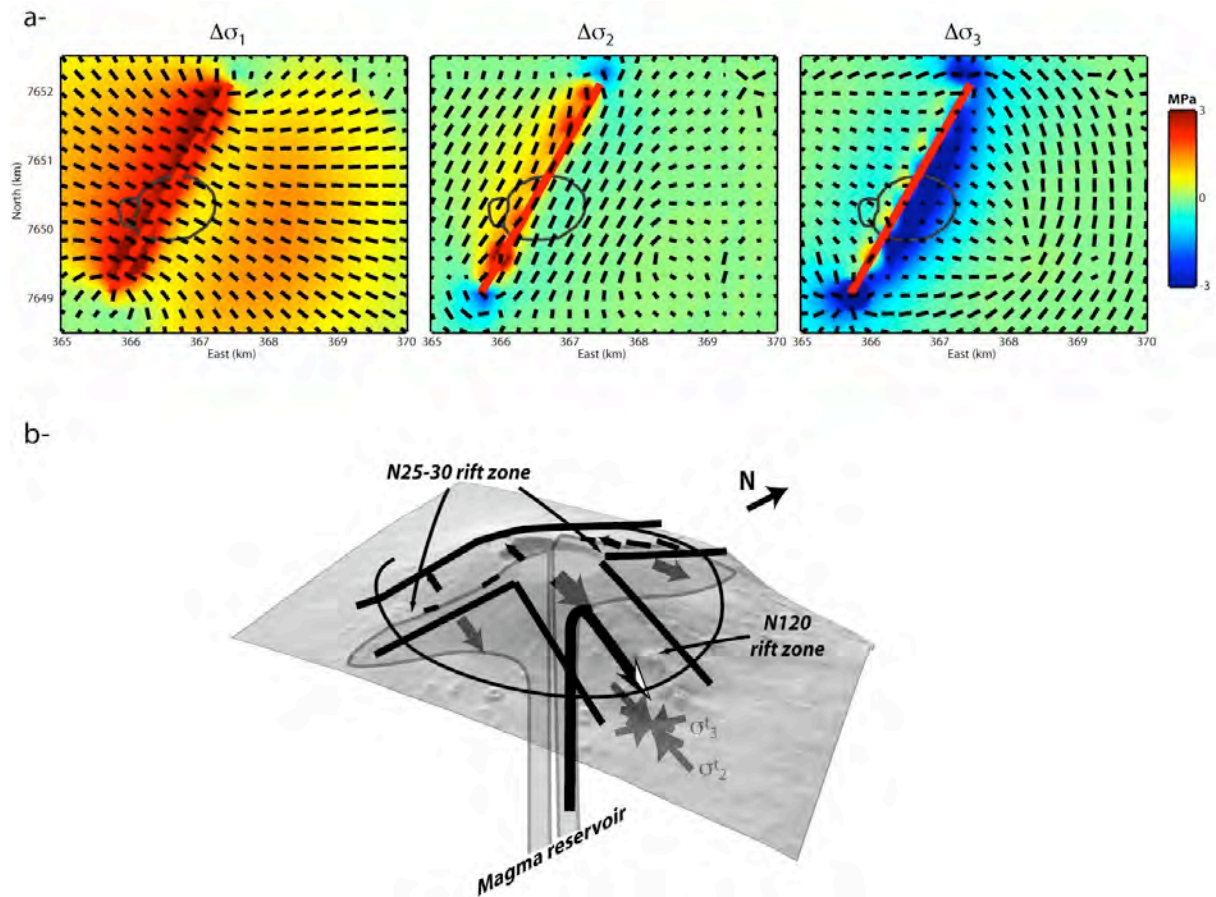 a-
Δσ1
Δσ2
Δσ3
MPa
3
0
-3
North (km)
7652
7651
7650
7649
365 366 367 368 369 370
East (km)
365 366 367 368 369 370
East (km)
365 366 367 368 369 370
East (km)
b-
N25-30 rift zone
N
N120
rift zone
σt3
σt2
Magma reservoir